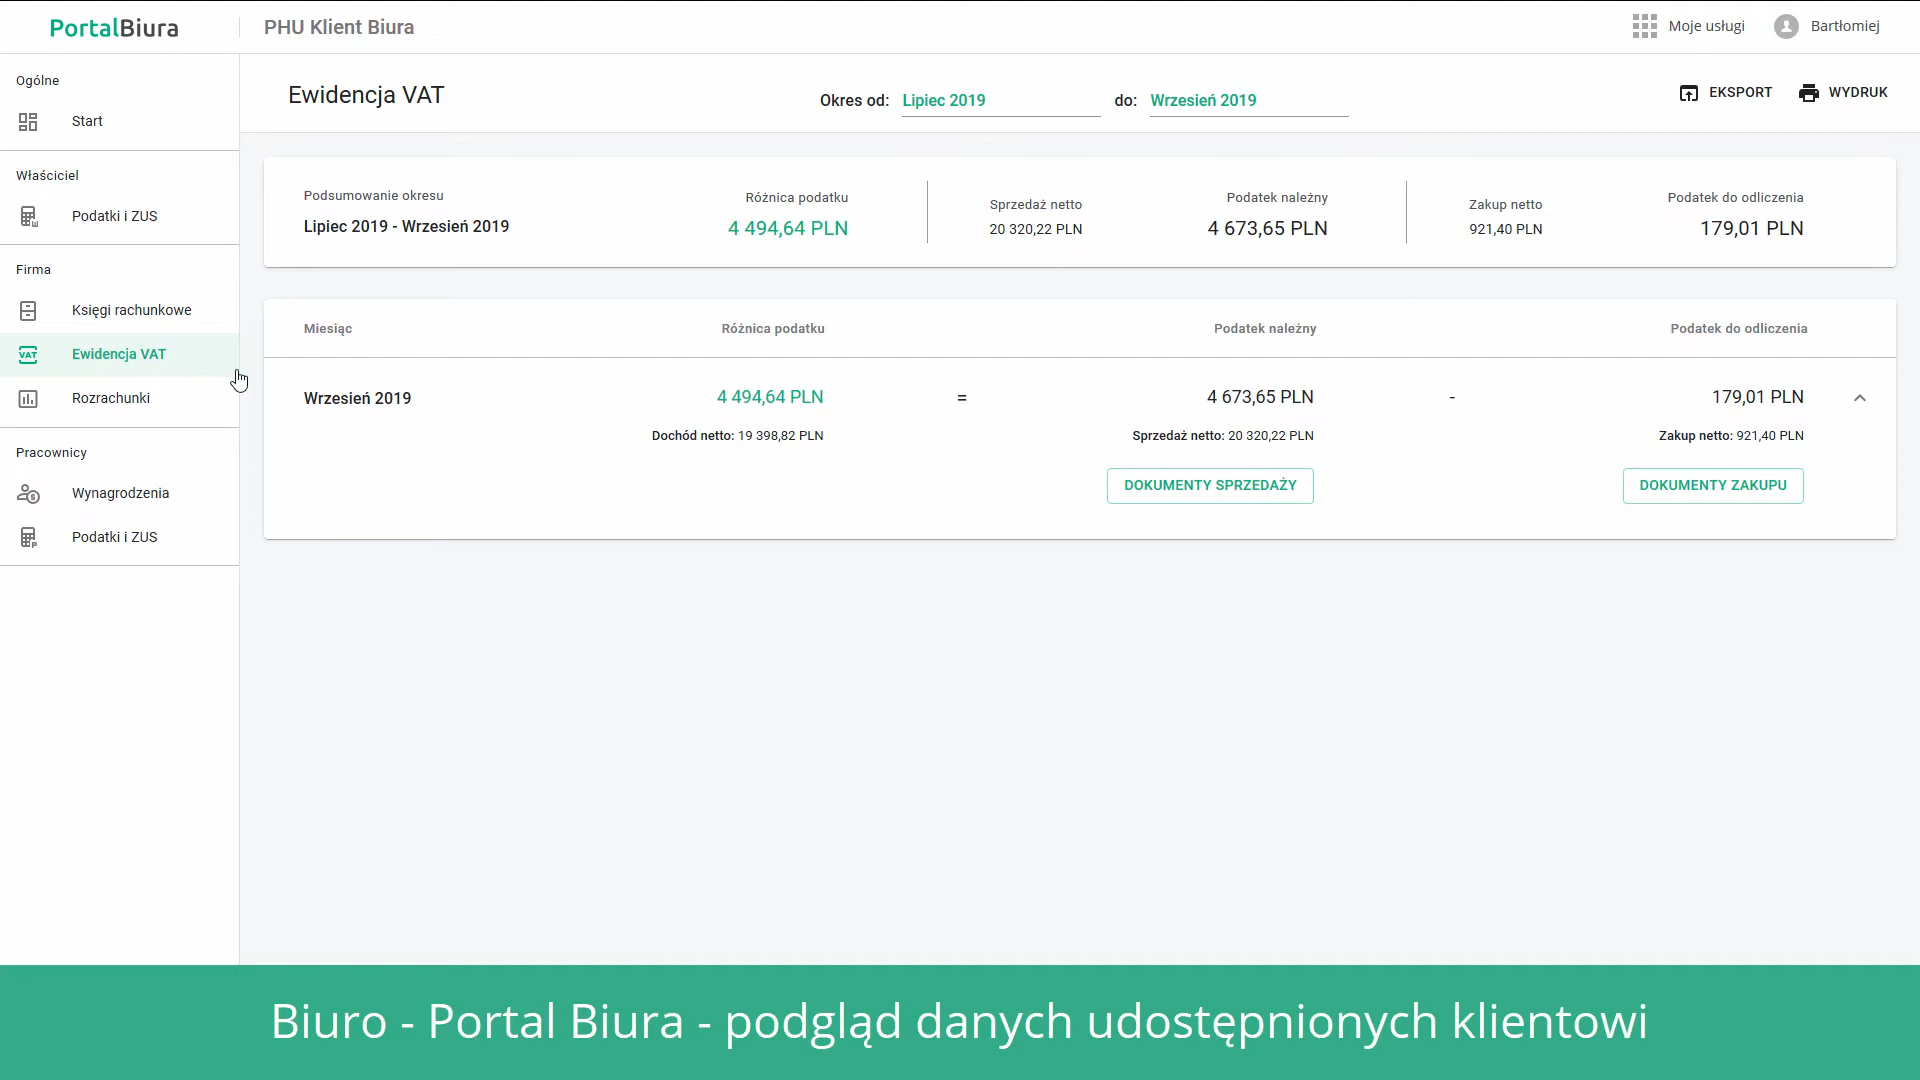 PortalBiura
PHU Klient Biura
Moje usługi
Bartłomiej
Ogólne
Start
Właściciel
Podatki i ZUS
Firma
Księgi rachunkowe
VAT
Ewidencja VAT
Rozrachunki
Pracownicy
Wynagrodzenia
Podatki i ZUS
Ewidencja VAT
Okres od: Lipiec 2019 do: Wrzesień 2019
EKSPORT
WYDRUK
Podsumowanie okresu
Lipiec 2019 - Wrzesień 2019
Różnica podatku
4 494,64 PLN
Sprzedaż netto
20 320,22 PLN
Podatek należny
4 673,65 PLN
Zakup netto
921,40 PLN
Podatek do odliczenia
179,01 PLN
Miesiąc Różnica podatku Podatek należny Podatek do odliczenia
Wrzesień 2019 4 494,64 PLN = 4 673,65 PLN - 179,01 PLN
Dochód netto: 19 398,82 PLN Sprzedaż netto: 20 320,22 PLN Zakup netto: 921,40 PLN
DOKUMENTY SPRZEDAŻY DOKUMENTY ZAKUPU
Biuro - Portal Biura - podgląd danych udostępnionych klientowi